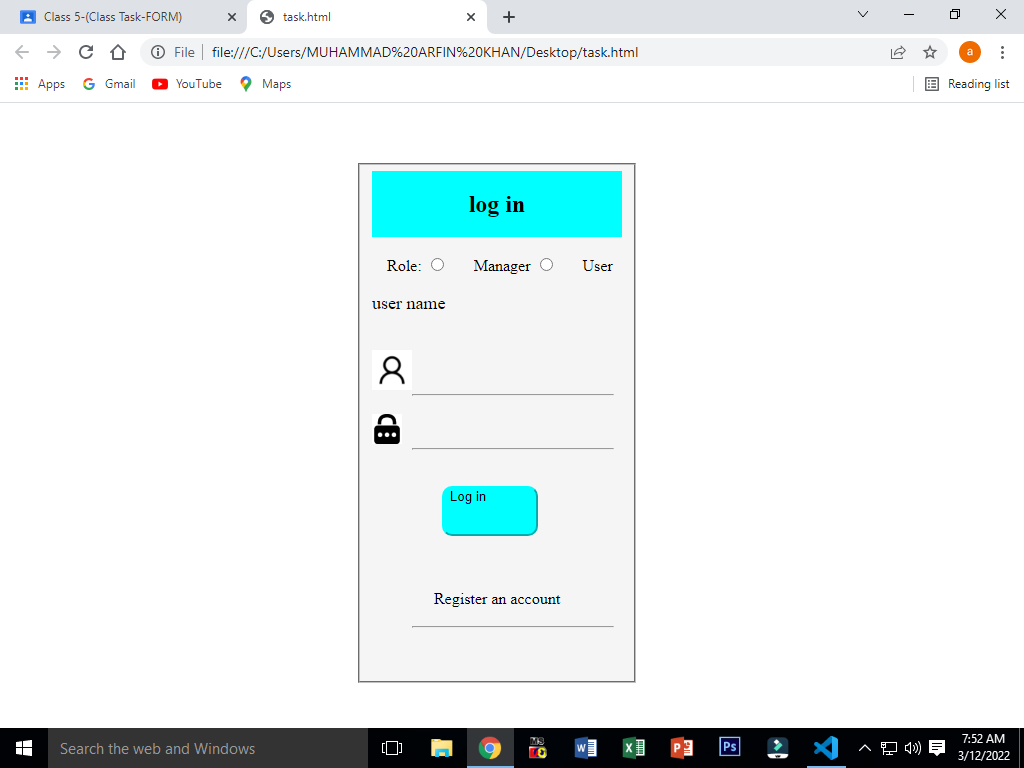 Class 5-(Class Task-FORM)
task.html
File
file:///C:/Users/MUHAMMAD%20ARFIN%20KHAN/Desktop/task.html
a
Apps
Gmail
YouTube
Maps
Reading list
log in
Role: Manager User
user name
Log in
Register an account
Search the web and Windows
7:52 AM
3/12/2022